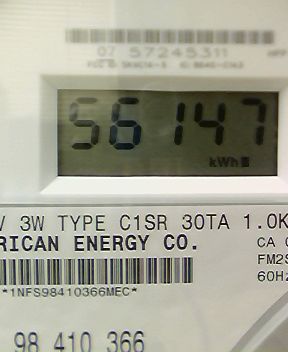 07 57245311
56147
kWh
V 3W TYPE C1SR 30TA 1.0K
RICAN ENERGY CO.
CA
FM2S
60Hz
*1NFS98410366MEC*
98 410 366